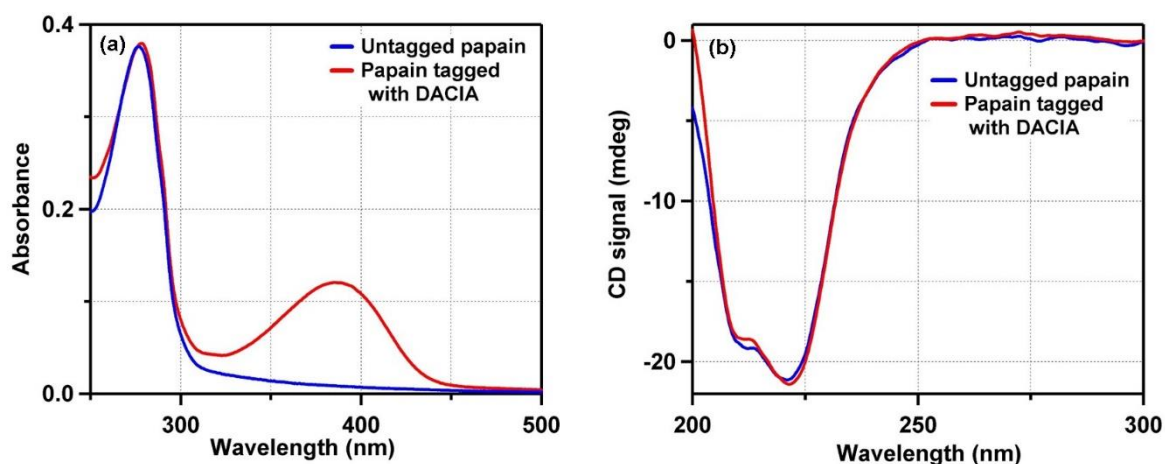 (a)
Untagged papain
Papain tagged
with DACIA
Absorbance
0.4
0.2
0.0
300
400
500
Wavelength (nm)
(b)
Untagged papain
Papain tagged
with DACIA
CD signal (mdeg)
0
-10
-20
200
250
300
Wavelength (nm)